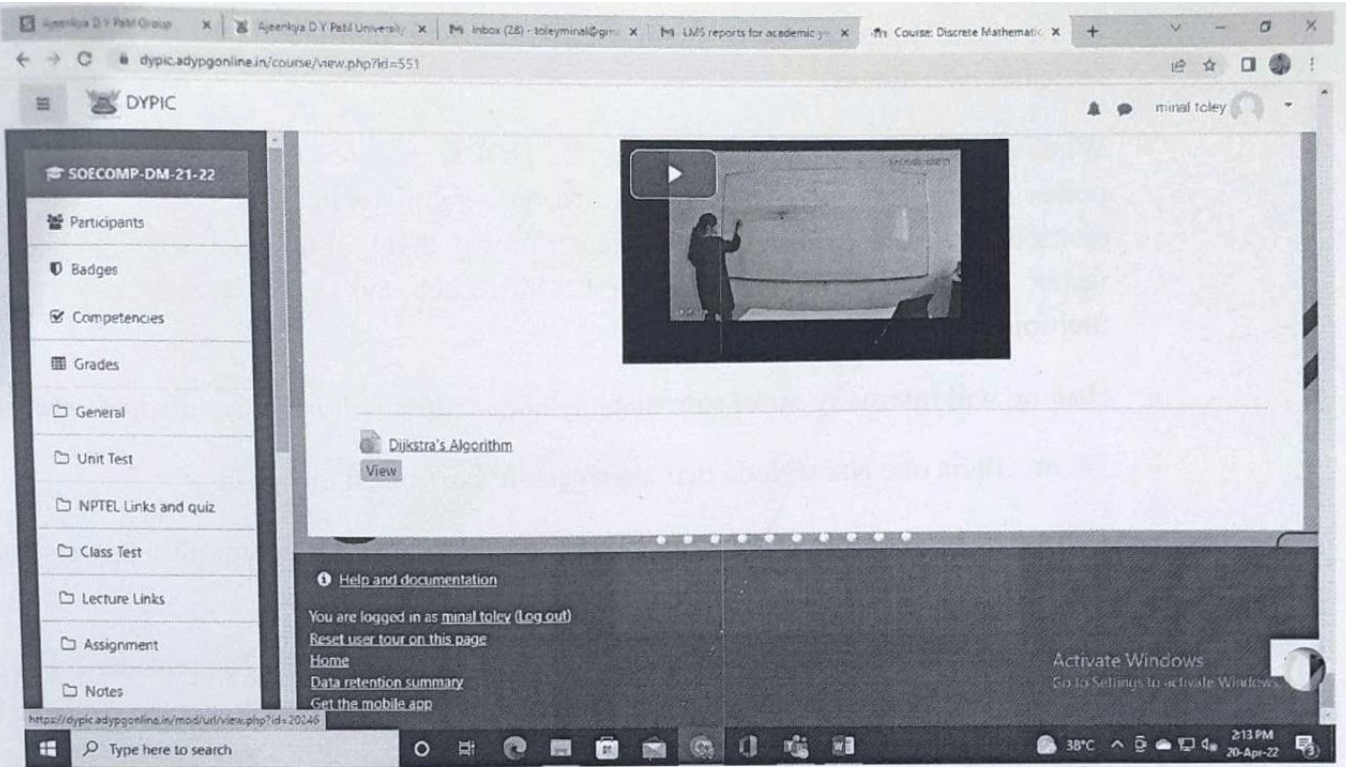 Ajeenkya D Y Patil Group
Ajeenkya D Y Patil University
Inbox (28) - toleyminal@gm
LMS reports for academic y
Course: Discrete Mathematic
dypic.adypgonline.in/course/view.php?id=551
DYPIC
minal toley
SOECOMP-DM-21-22
Participants
Badges
Competencies
Grades
General
Unit Test
NPTEL Links and quiz
Class Test
Lecture Links
Assignment
Notes
Dijkstra's Algorithm
View
Help and documentation
You are logged in as minal toley (Log out)
Reset user tour on this page
Home
Data retention summary
Get the mobile app
Activate Windows
Go to Settings to activate Windows.
https://dypic.adypgonline.in/mod/url/view.php?id=20246
Type here to search
38°C
2:13 PM
20-Apr-22